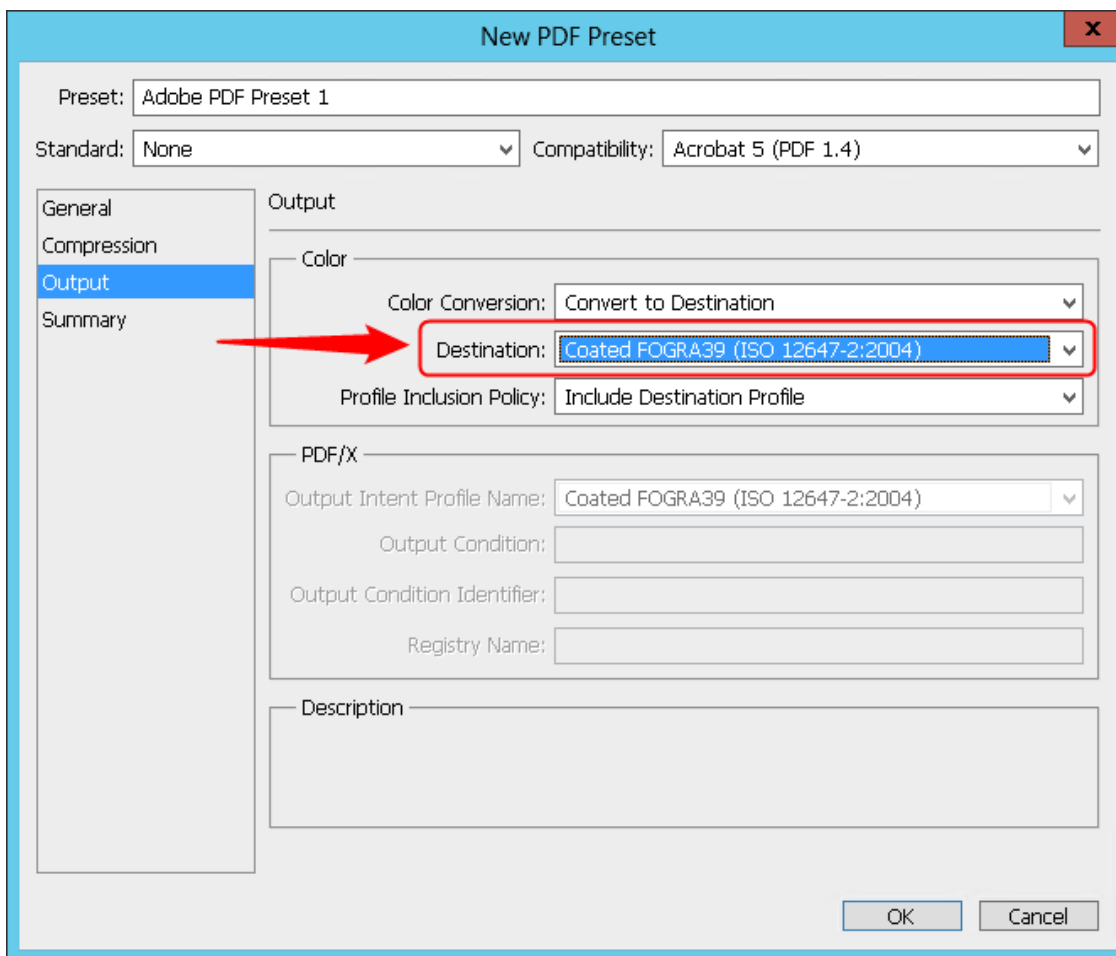 New PDF Preset
x
Preset: Adobe PDF Preset 1
Standard: None Compatibility: Acrobat 5 (PDF 1.4)
General
Compression
Output
Summary
Output
Color
Color Conversion: Convert to Destination
Destination: Coated FOGRA39 (ISO 12647-2:2004)
Profile Inclusion Policy: Include Destination Profile
PDF/X
Output Intent Profile Name: Coated FOGRA39 (ISO 12647-2:2004)
Output Condition:
Output Condition Identifier:
Registry Name:
Description
OK Cancel